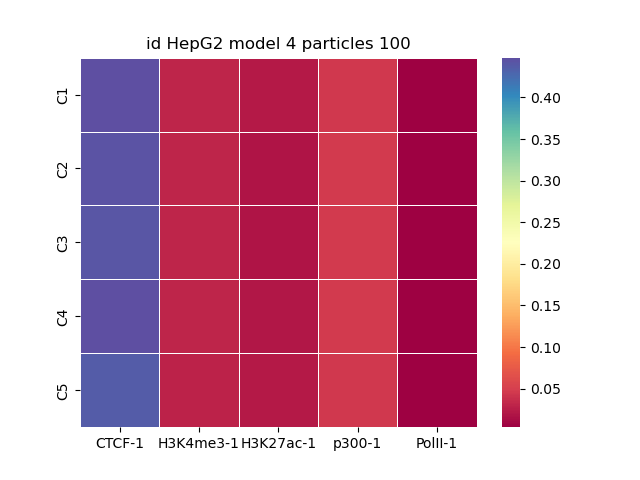 id HepG2 model 4 particles 100
C1
C2
C3
C4
C5
CTCF-1 H3K4me3-1 H3K27ac-1 p300-1 PolII-1
0.40
0.35
0.30
0.25
0.20
0.15
0.10
0.05